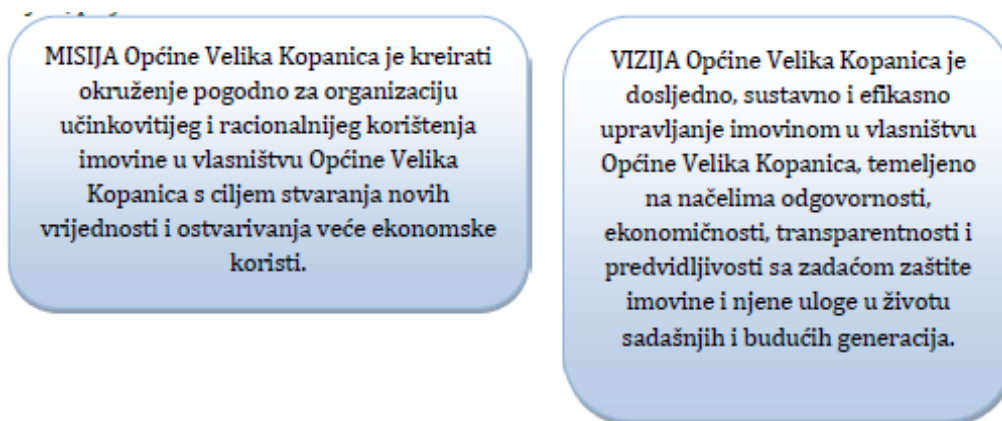 MISIJA Općine Velika Kopanica je kreirati
okruženje pogodno za organizaciju
učinkovitijeg i racionalnijeg korištenja
imovine u vlasništvu Općine Velika
Kopanica s ciljem stvaranja novih
vrijednosti i ostvarivanja veće ekonomske
koristi.
VIZIJA Općine Velika Kopanica je
dosljedno, sustavno i efikasno
upravljanje imovinom u vlasništvu
Općine Velika Kopanica, temeljeno
na načelima odgovornosti,
ekonomičnosti, transparentnosti i
predvidljivosti sa zadaćom zaštite
imovine i njene uloge u životu
sadašnjih i budućih generacija.